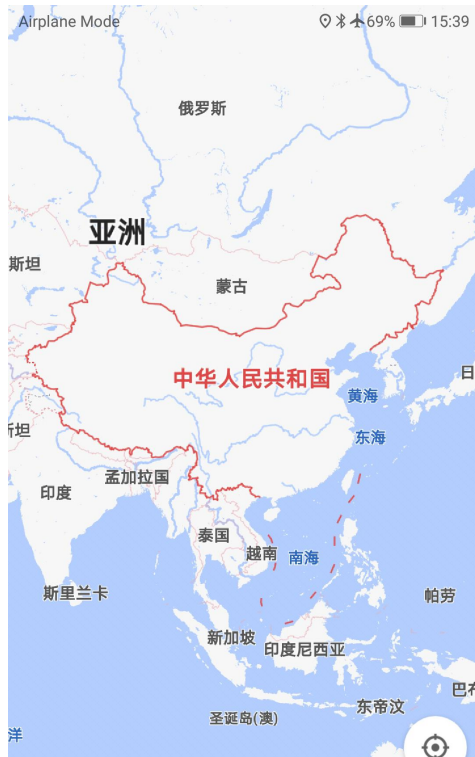 Airplane Mode 69% 15:39
俄罗斯
亚洲
斯坦
蒙古
中华人民共和国
日
黄海
东海
斯坦
孟加拉国
印度
泰国
越南
南海
斯里兰卡
帕劳
新加坡
印度尼西亚
巴布
东帝汶
圣诞岛(澳)
洋